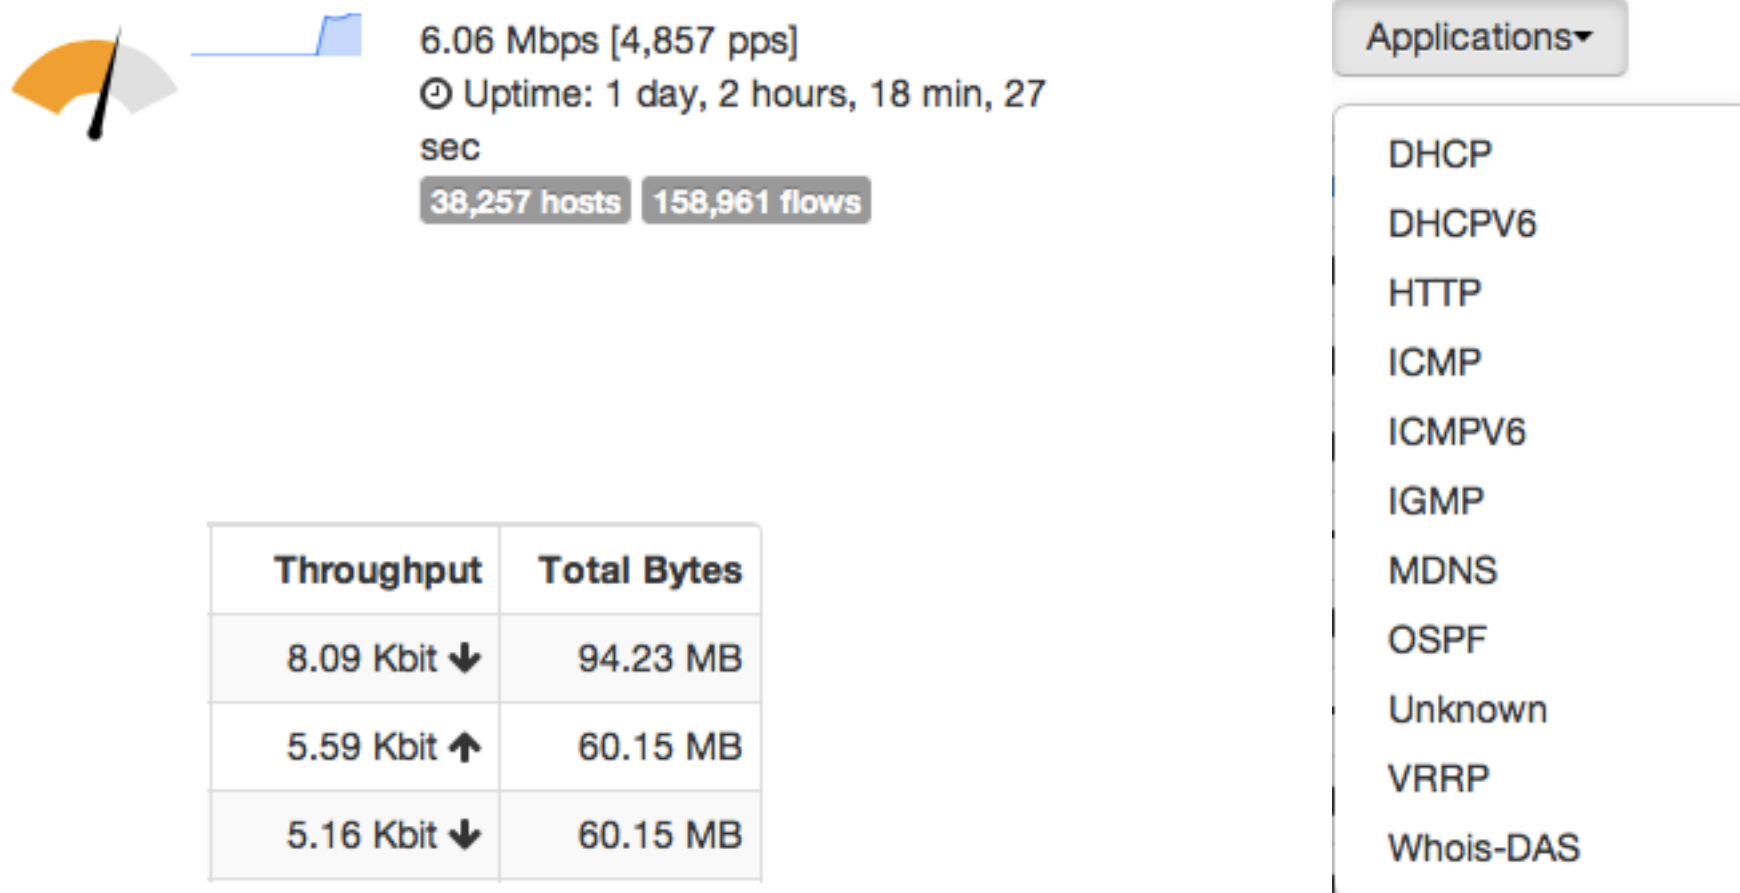 6.06 Mbps [4,857 pps]
Uptime: 1 day, 2 hours, 18 min, 27
sec
38,257 hosts 158,961 flows
Throughput Total Bytes
8.09 Kbit 94.23 MB
5.59 Kbit 60.15 MB
5.16 Kbit 60.15 MB
Applications
DHCP
DHCPV6
HTTP
ICMP
ICMPV6
IGMP
MDNS
OSPF
Unknown
VRRP
Whois-DAS